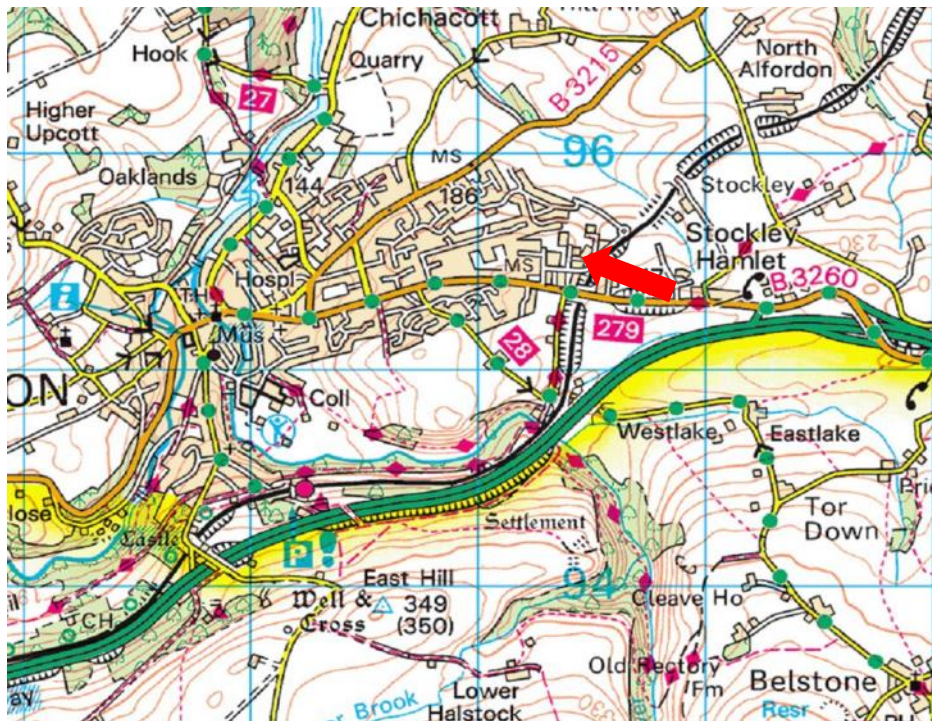 Chichacott
Hook
Quarry
27
B 3215
North
Alfordon
Higher
Upcott
MS
96
Oaklands
144
186
Stockley
Stockley
Hamlet
230
Hospl
MS
TH
B 3260
Mus
279
28
ON
Coll
Westlake
Eastlake
Tor
Down
Castle
Settlement
P
East Hill
Well &
Cross
349
(350)
94
Cleave Ho
CH
Old Rectory
Fm
Belstone
Lower
Halstock
Brook
Resr